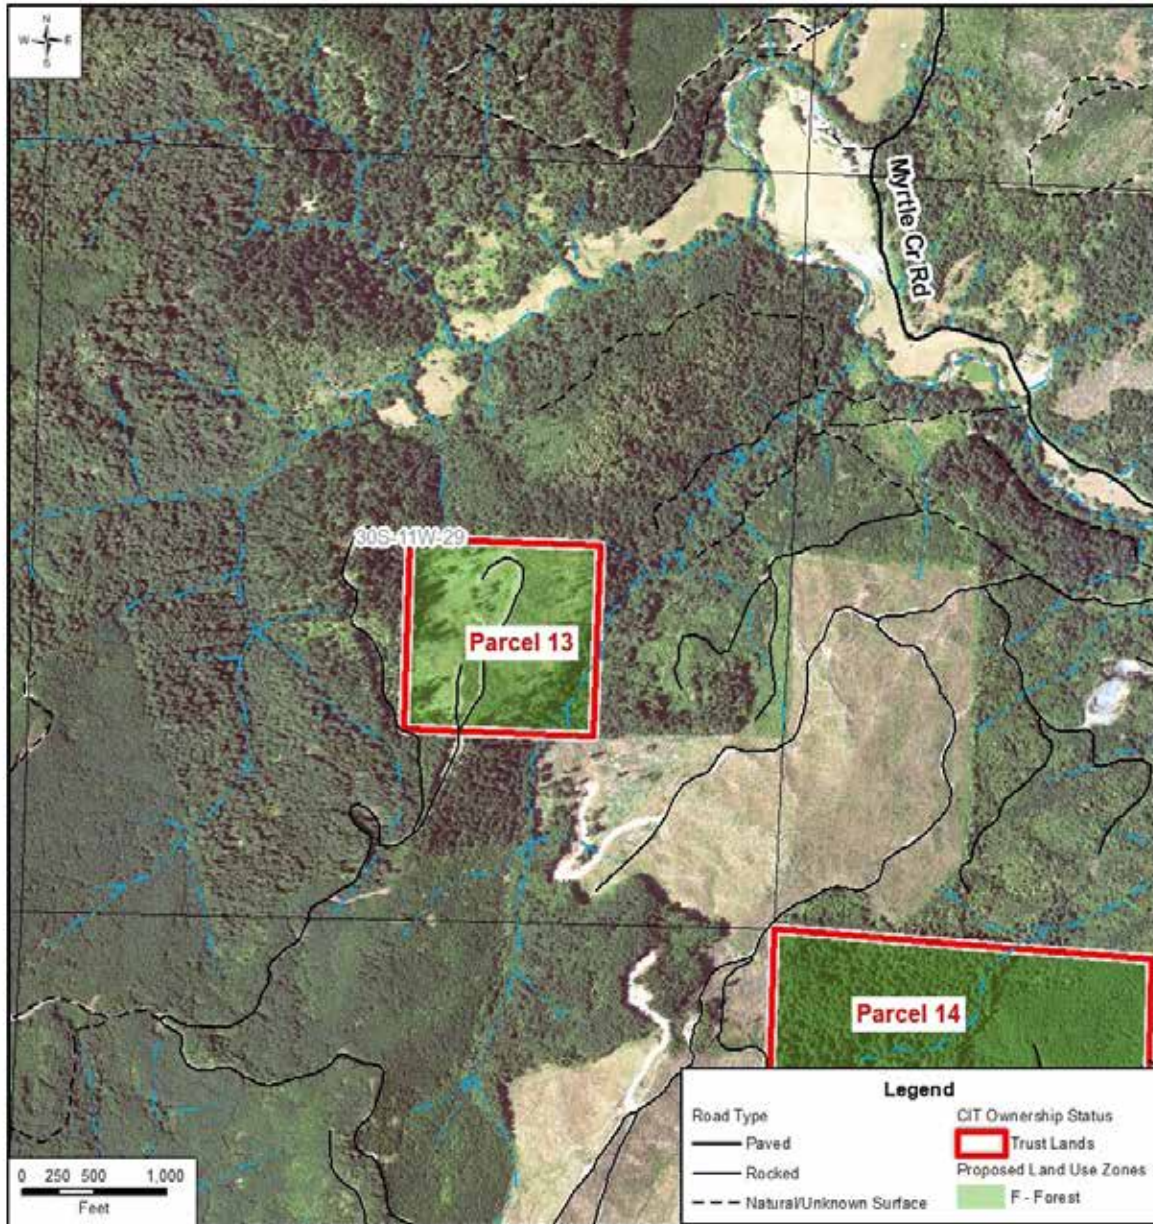 N
W E
S
Myrtle Cr Rd
30S-11W-29
Parcel 13
Parcel 14
0 250 500 1,000
Feet
Legend
Road Type
Paved
Rocked
Natural/Unknown Surface
CIT Ownership Status
Trust Lands
Proposed Land Use Zones
F - Forest